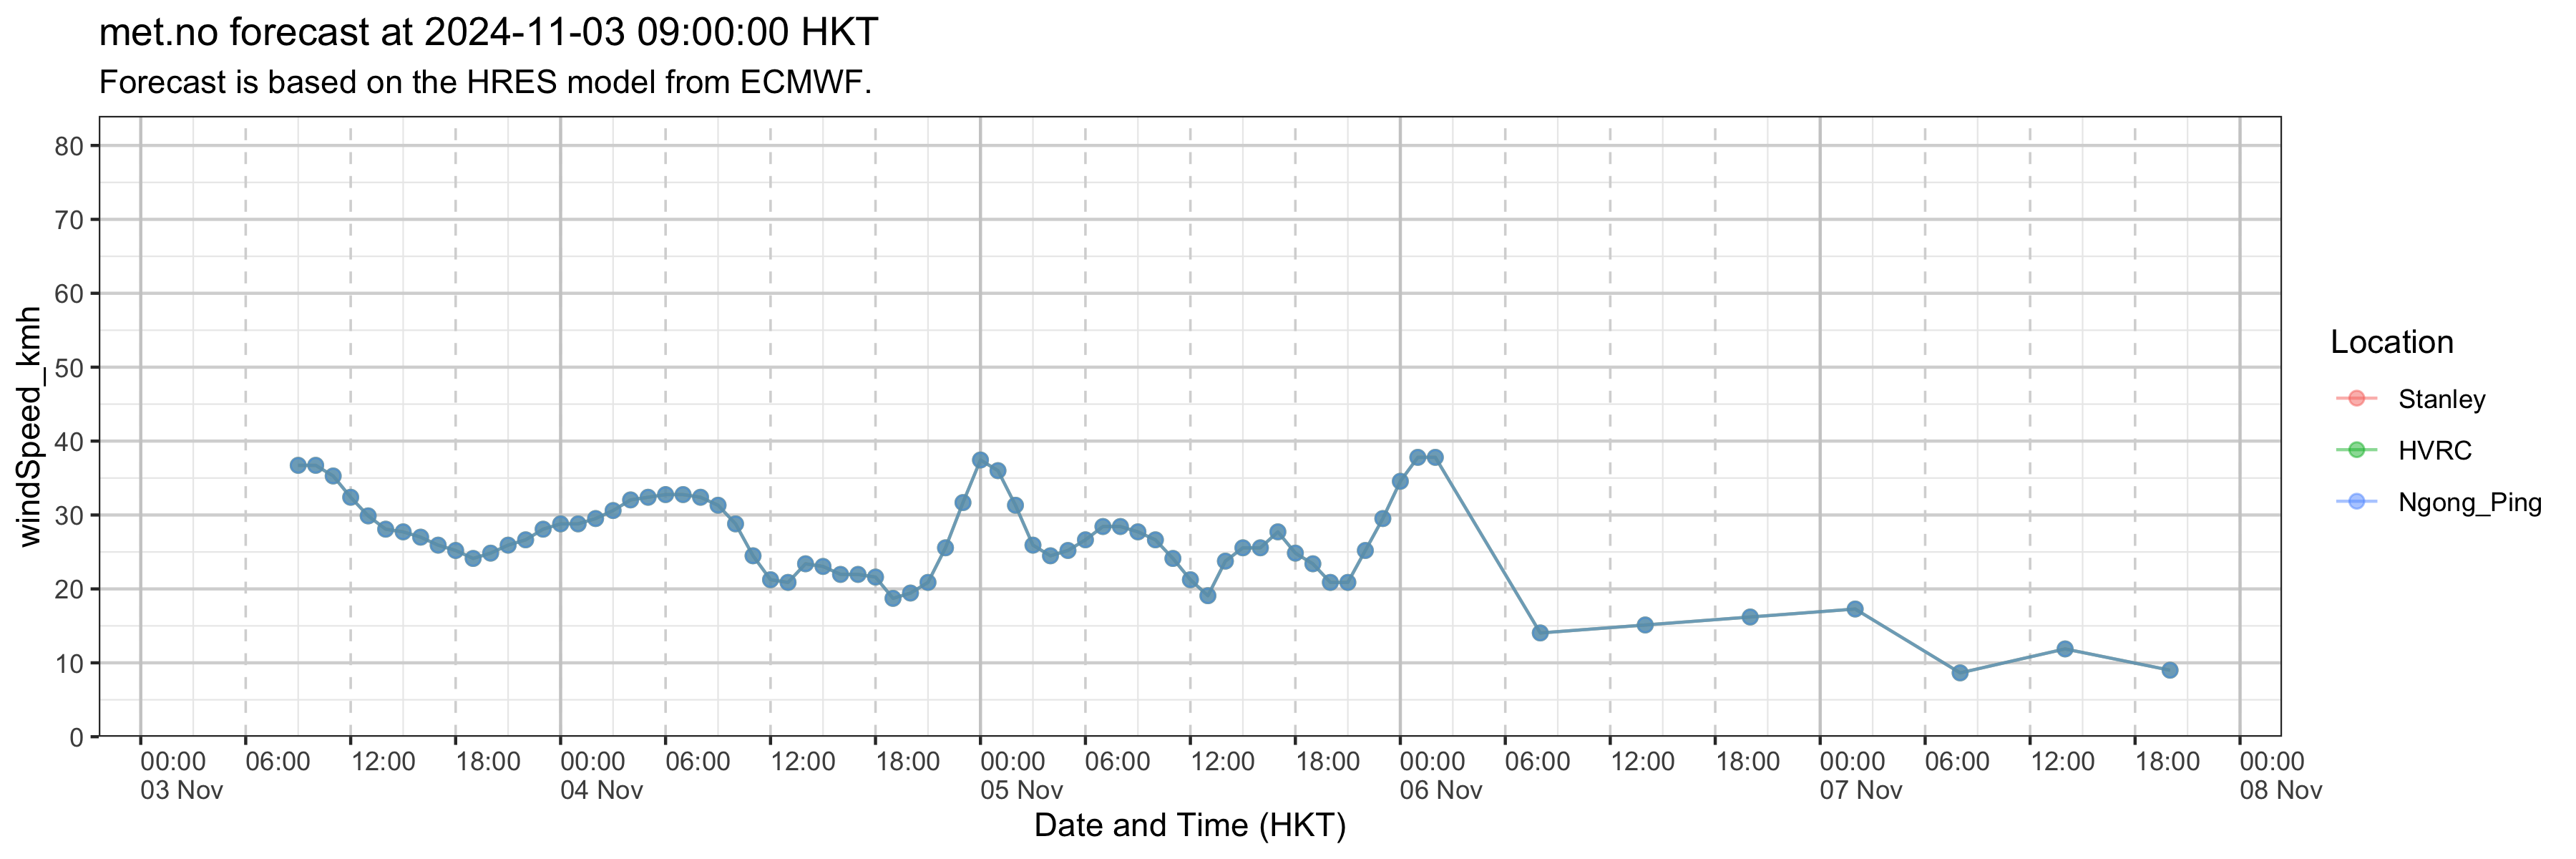 met.no forecast at 2024-11-03 09:00:00 HKT
Forecast is based on the HRES model from ECMWF.
windSpeed_kmh
80
70
60
50
40
30
20
10
0
00:00 06:00 12:00 18:00 00:00 06:00 12:00 18:00 00:00 06:00 12:00 18:00 00:00 06:00 12:00 18:00 00:00 06:00 12:00 18:00 00:00
03 Nov 04 Nov 05 Nov 06 Nov 07 Nov 08 Nov
Date and Time (HKT)
Location
Stanley
HVRC
Ngong_Ping